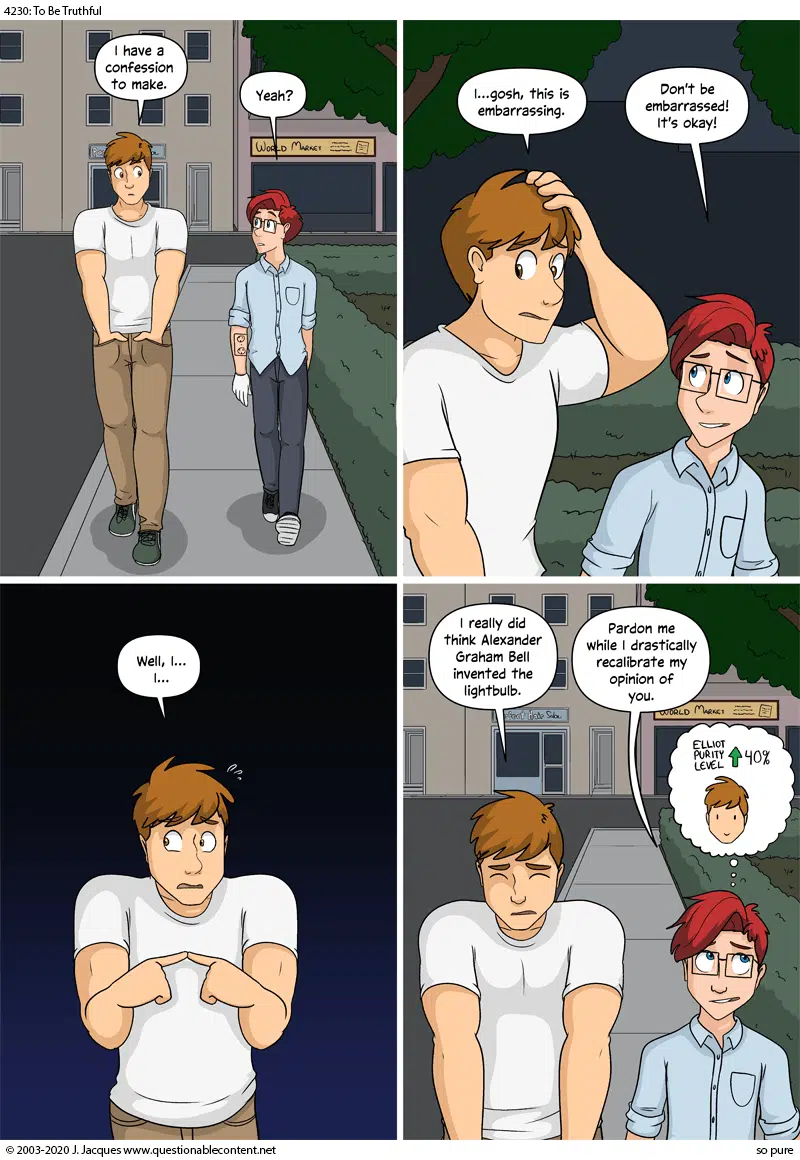 4230: To Be Truthful
I have a
confession
to make.
Yeah?
World Market
I...gosh, this is
embarrassing.
Don't be
embarrassed!
It's okay!
Well, I...
I...
I really did
think Alexander
Graham Bell
invented the
lightbulb.
Pardon me
while I drastically
recalibrate my
opinion of
you.
World Market
ELLIOT
PURITY
LEVEL
40%
© 2003-2020 J. Jacques www.questionablecontent.net
so pure